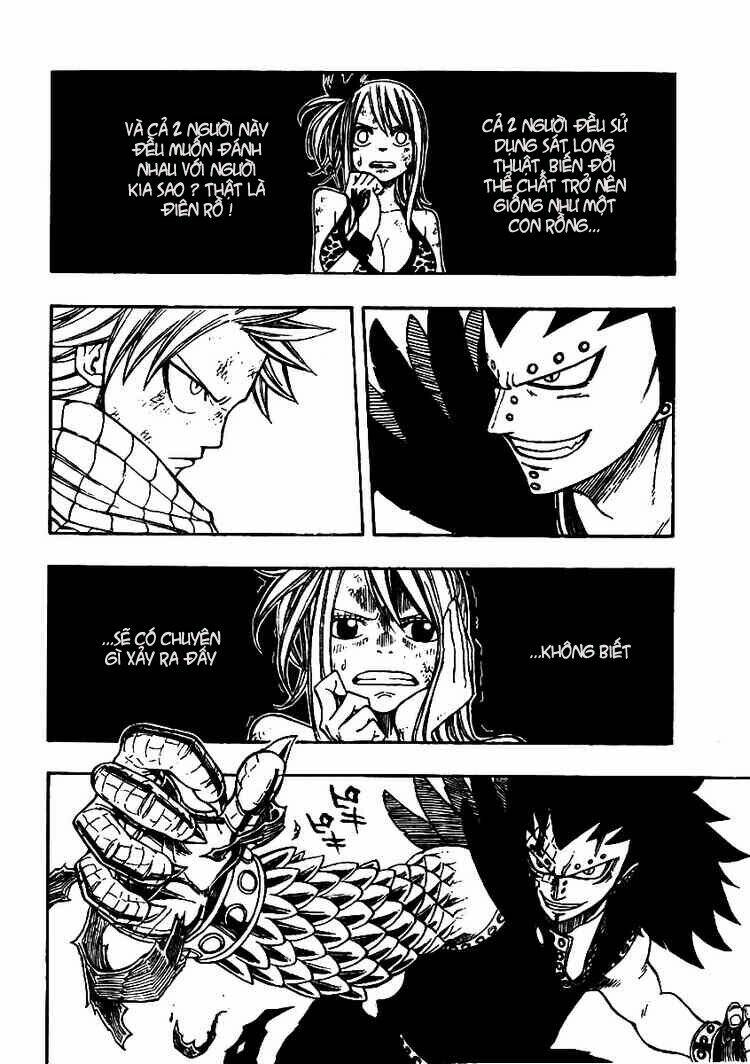 CẢ 2 NGƯỜI ĐỀU SỬ
DỤNG SÁT LONG
THUẬT, BIẾN ĐỔI
THỂ CHẤT TRỞ NÊN
GIỐNG NHƯ MỘT
CON RỒNG...
VÀ CẢ 2 NGƯỜI NÀY
ĐỀU MUỐN ĐÁNH
NHAU VỚI NGƯỜI
KIA SAO ? THẬT LÀ
ĐIÊN RỒ !
...KHÔNG BIẾT
...SẼ CÓ CHUYỆN
GÌ XẢY RA ĐẤY